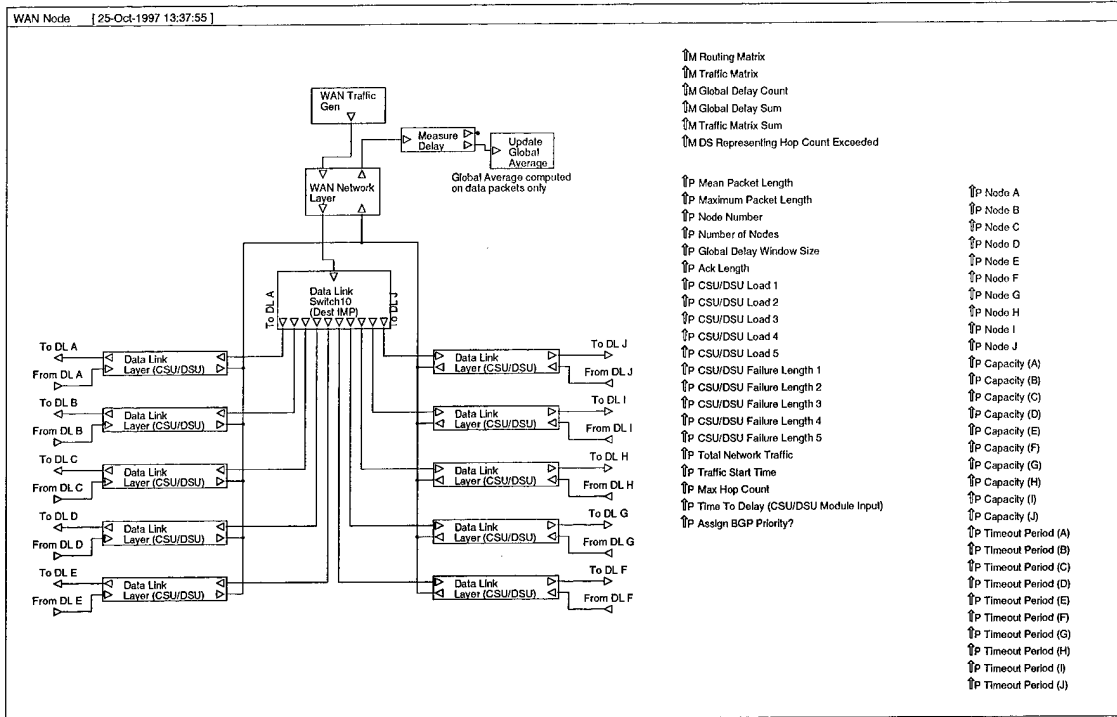 WAN Node [ 25-Oct-1997 13:37:55 ]
WAN Traffic
Gen
Measure
Delay
Update
Global
Average
Global Average computed
on data packets only
WAN Network
Layer
Data Link
Switch10
(Dest IMP)
To DL A
To DL J
To DL A
Data Link
Layer (CSU/DSU)
From DL A
To DL B
Data Link
Layer (CSU/DSU)
From DL B
To DL C
Data Link
Layer (CSU/DSU)
From DL C
To DL D
Data Link
Layer (CSU/DSU)
From DL D
To DL E
Data Link
Layer (CSU/DSU)
From DL E
To DL J
Data Link
Layer (CSU/DSU)
From DL J
To DL I
Data Link
Layer (CSU/DSU)
From DL I
To DL H
Data Link
Layer (CSU/DSU)
From DL H
To DL G
Data Link
Layer (CSU/DSU)
From DL G
To DL F
Data Link
Layer (CSU/DSU)
From DL F
⇑M Routing Matrix
⇑M Traffic Matrix
⇑M Global Delay Count
⇑M Global Delay Sum
⇑M Traffic Matrix Sum
⇑M DS Representing Hop Count Exceeded
⇑P Mean Packet Length
⇑P Maximum Packet Length
⇑P Node Number
⇑P Number of Nodes
⇑P Global Delay Window Size
⇑P Ack Length
⇑P CSU/DSU Load 1
⇑P CSU/DSU Load 2
⇑P CSU/DSU Load 3
⇑P CSU/DSU Load 4
⇑P CSU/DSU Load 5
⇑P CSU/DSU Failure Length 1
⇑P CSU/DSU Failure Length 2
⇑P CSU/DSU Failure Length 3
⇑P CSU/DSU Failure Length 4
⇑P CSU/DSU Failure Length 5
⇑P Total Network Traffic
⇑P Traffic Start Time
⇑P Max Hop Count
⇑P Time To Delay (CSU/DSU Module Input)
⇑P Assign BGP Priority?
⇑P Node A
⇑P Node B
⇑P Node C
⇑P Node D
⇑P Node E
⇑P Node F
⇑P Node G
⇑P Node H
⇑P Node I
⇑P Node J
⇑P Capacity (A)
⇑P Capacity (B)
⇑P Capacity (C)
⇑P Capacity (D)
⇑P Capacity (E)
⇑P Capacity (F)
⇑P Capacity (G)
⇑P Capacity (H)
⇑P Capacity (I)
⇑P Capacity (J)
⇑P Timeout Period (A)
⇑P Timeout Period (B)
⇑P Timeout Period (C)
⇑P Timeout Period (D)
⇑P Timeout Period (E)
⇑P Timeout Period (F)
⇑P Timeout Period (G)
⇑P Timeout Period (H)
⇑P Timeout Period (I)
⇑P Timeout Period (J)